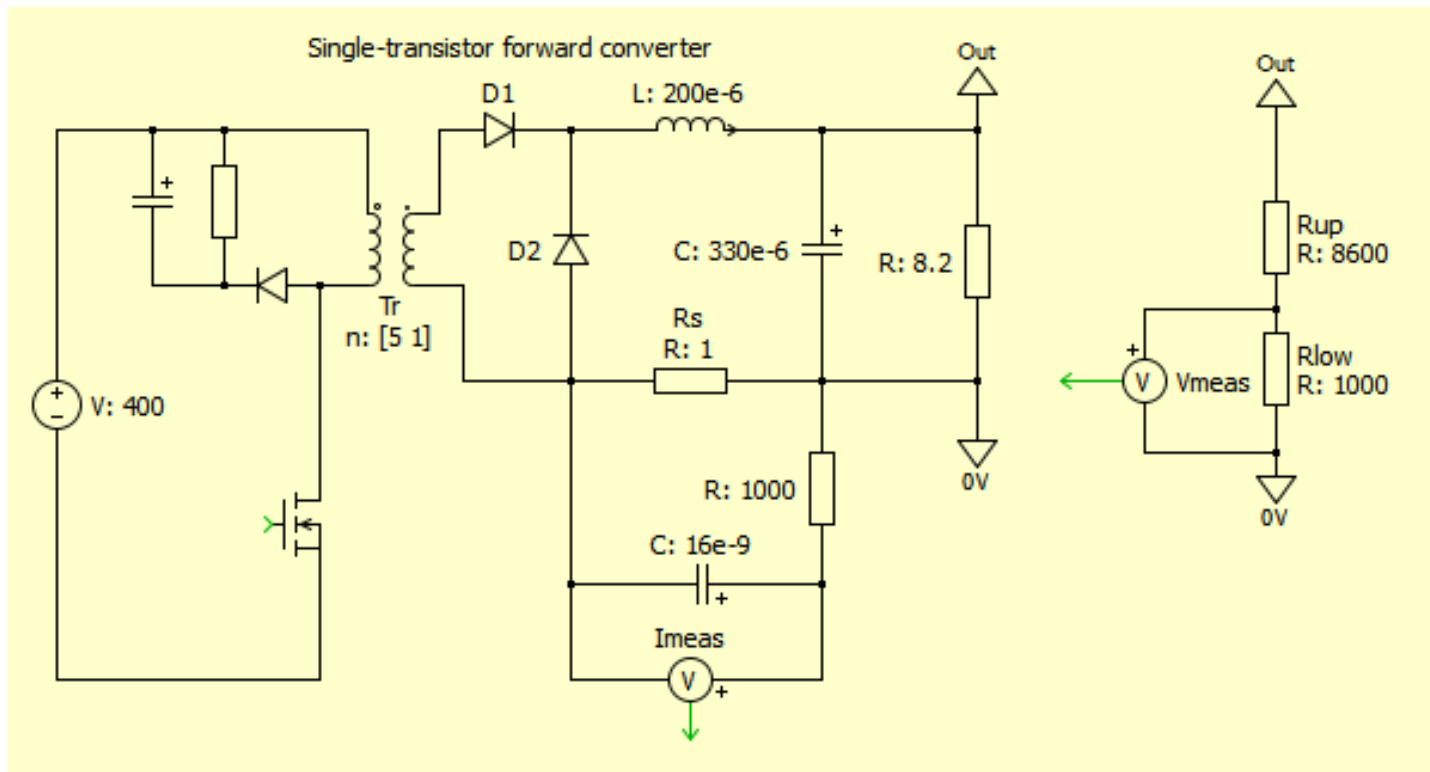 Single-transistor forward converter
Out
Out
D1
L: 200e-6
+
Rup
R: 8600
D2
C: 330e-6
+
R: 8.2
Tr
n: [5 1]
Rs
R: 1
+
V
Vmeas
Rlow
R: 1000
+
−
V: 400
R: 1000
0V
0V
C: 16e-9
+
Imeas
V
+